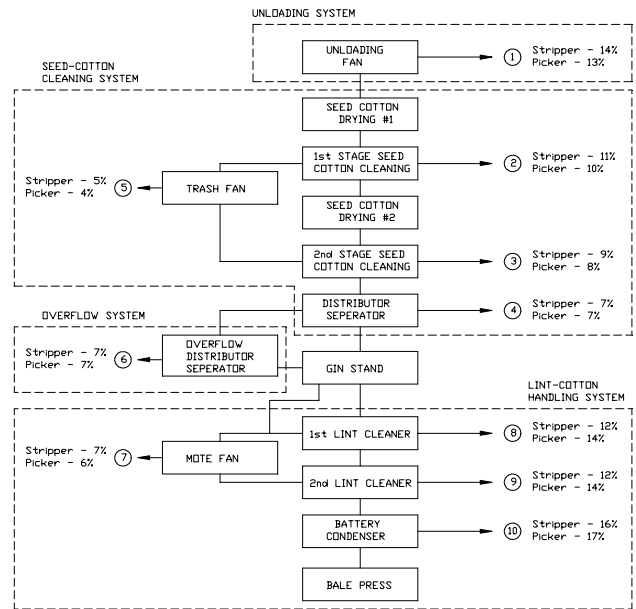 UNLOADING SYSTEM
UNLOADING
FAN
1
Stripper - 14%
Picker - 13%
SEED-COTTON
CLEANING SYSTEM
SEED COTTON
DRYING #1
1st STAGE SEED
COTTON CLEANING
2
Stripper - 11%
Picker - 10%
Stripper - 5%
Picker - 4%
5
TRASH FAN
SEED COTTON
DRYING #2
2nd STAGE SEED
COTTON CLEANING
3
Stripper - 9%
Picker - 8%
DISTRIBUTOR
SEPERATOR
4
Stripper - 7%
Picker - 7%
OVERFLOW SYSTEM
Stripper - 7%
Picker - 7%
6
OVERFLOW
DISTRIBUTOR
SEPERATOR
GIN STAND
LINT-COTTON
HANDLING SYSTEM
1st LINT CLEANER
8
Stripper - 12%
Picker - 14%
Stripper - 7%
Picker - 6%
7
MOTE FAN
2nd LINT CLEANER
9
Stripper - 12%
Picker - 14%
BATTERY
CONDENSER
10
Stripper - 16%
Picker - 17%
BALE PRESS